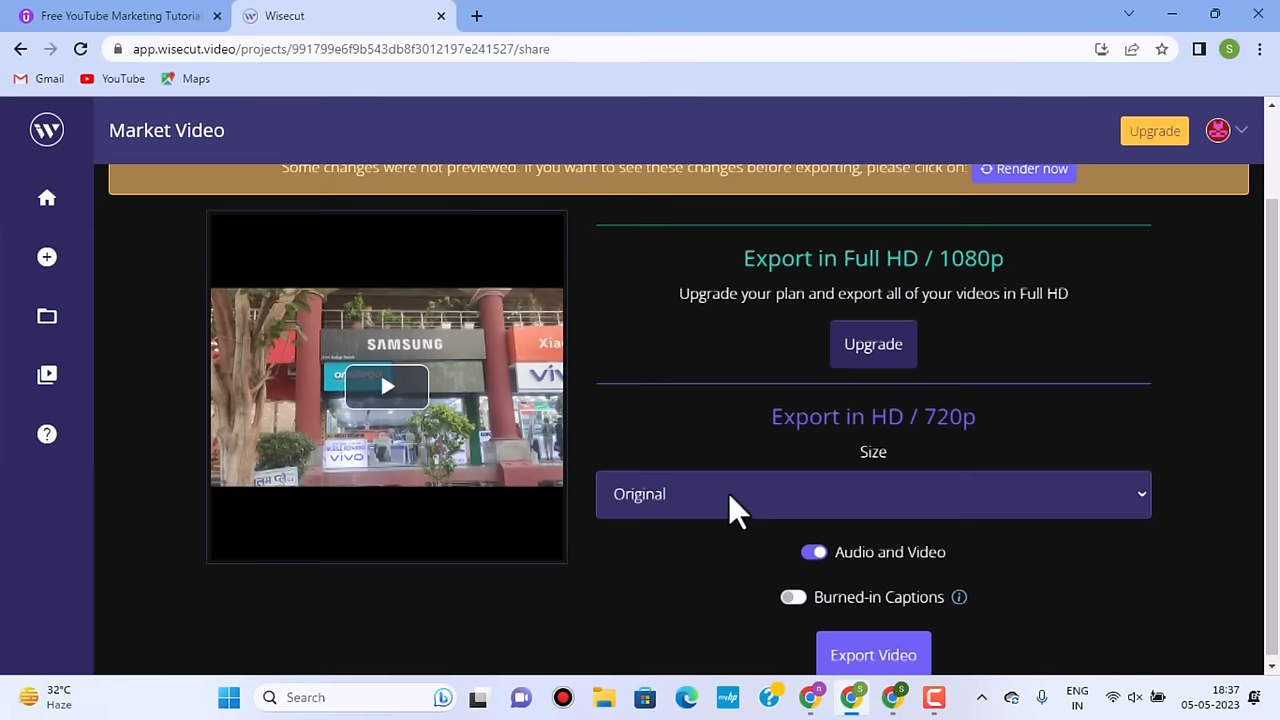 Free YouTube Marketing Tutorial
Wisecut
app.wisecut.video/projects/991799e6f9b543db8f3012197e241527/share
S
Gmail
YouTube
Maps
Market Video
Upgrade
Some changes were not previewed. If you want to see these changes before exporting, please click on:
Render now
SAMSUNG
Xia
vivo
Export in Full HD / 1080p
Upgrade your plan and export all of your videos in Full HD
Upgrade
Export in HD / 720p
Size
Original
Audio and Video
Burned-in Captions
Export Video
32°C
Haze
Search
ENG
IN
18:37
05-05-2023